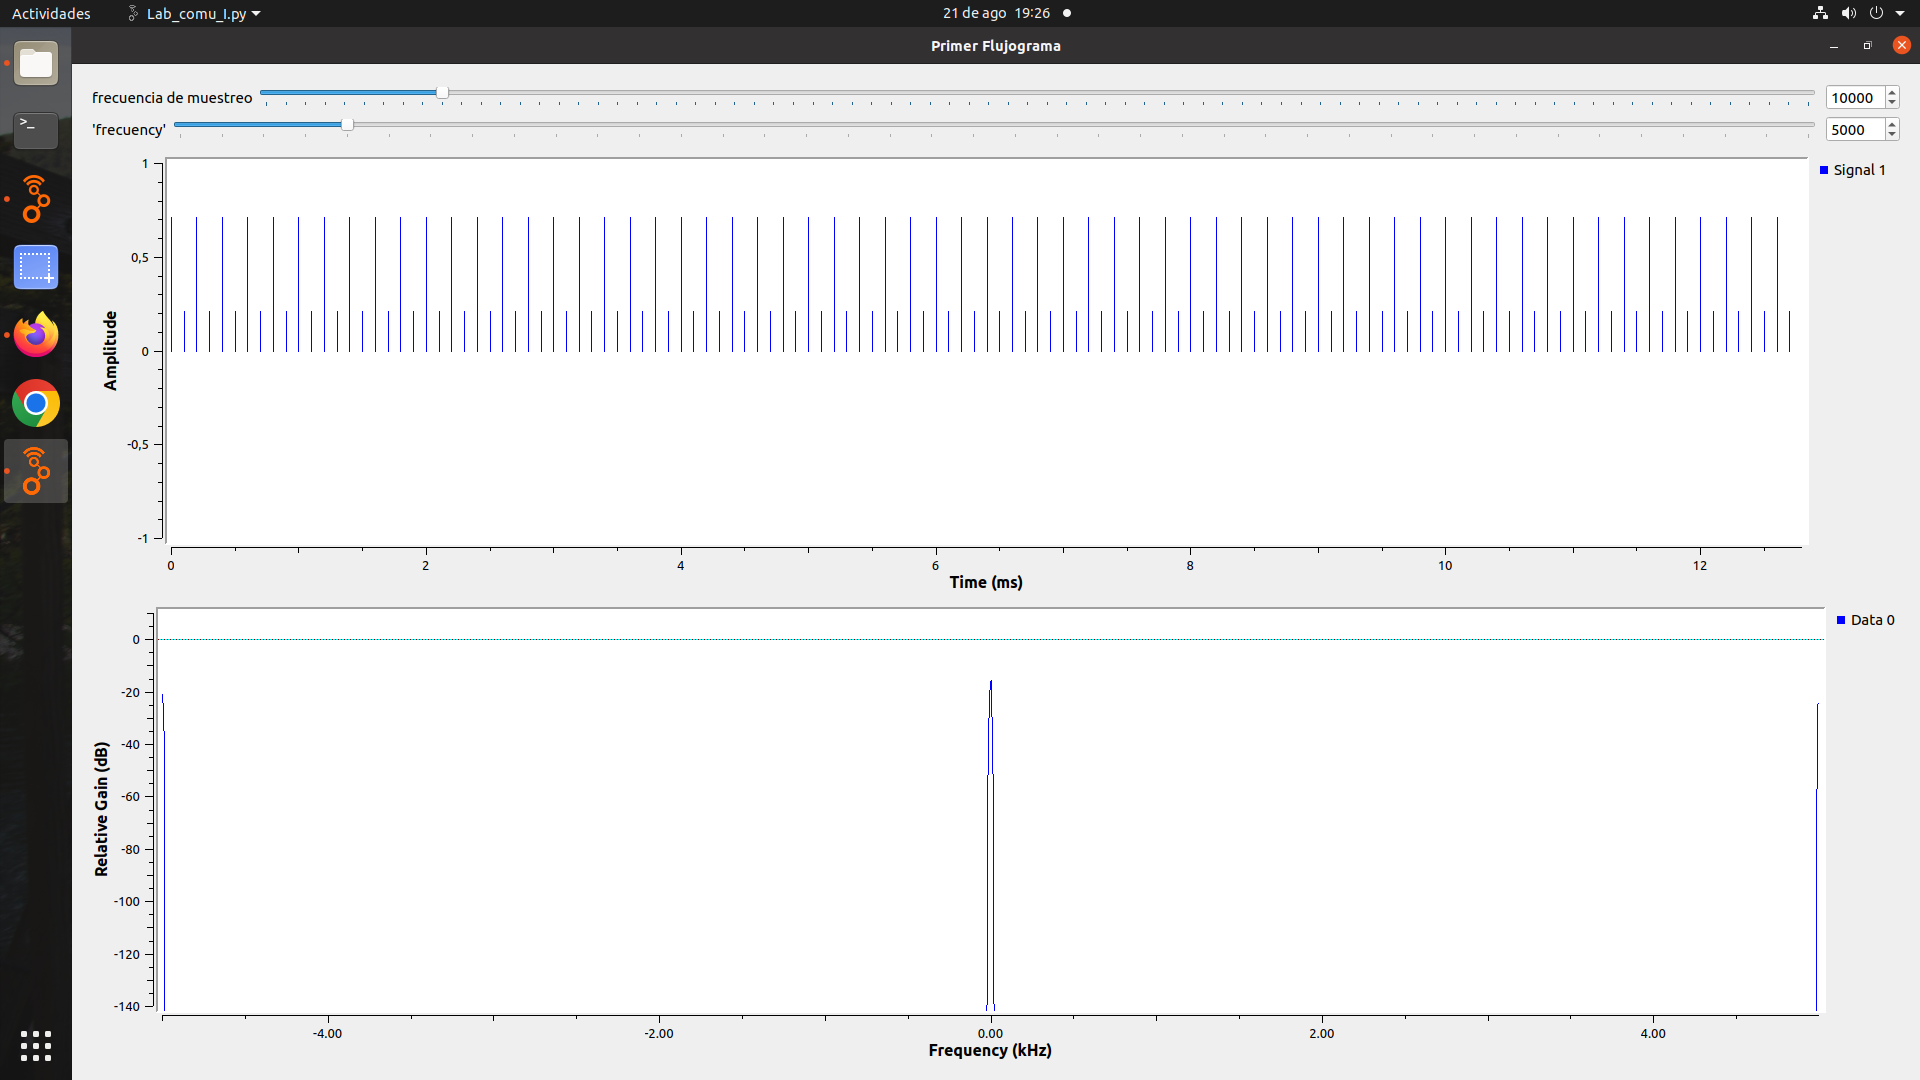 Actividades
Lab_comu_I.py
21 de ago 19:26
Primer Flujograma
frecuencia de muestreo
10000
'frecuency'
5000
Signal 1
1
0,5
0
-0,5
-1
Amplitude
0 2 4 6 8 10 12
Time (ms)
Data 0
0
-20
-40
-60
-80
-100
-120
-140
Relative Gain (dB)
-4.00 -2.00 0.00 2.00 4.00
Frequency (kHz)